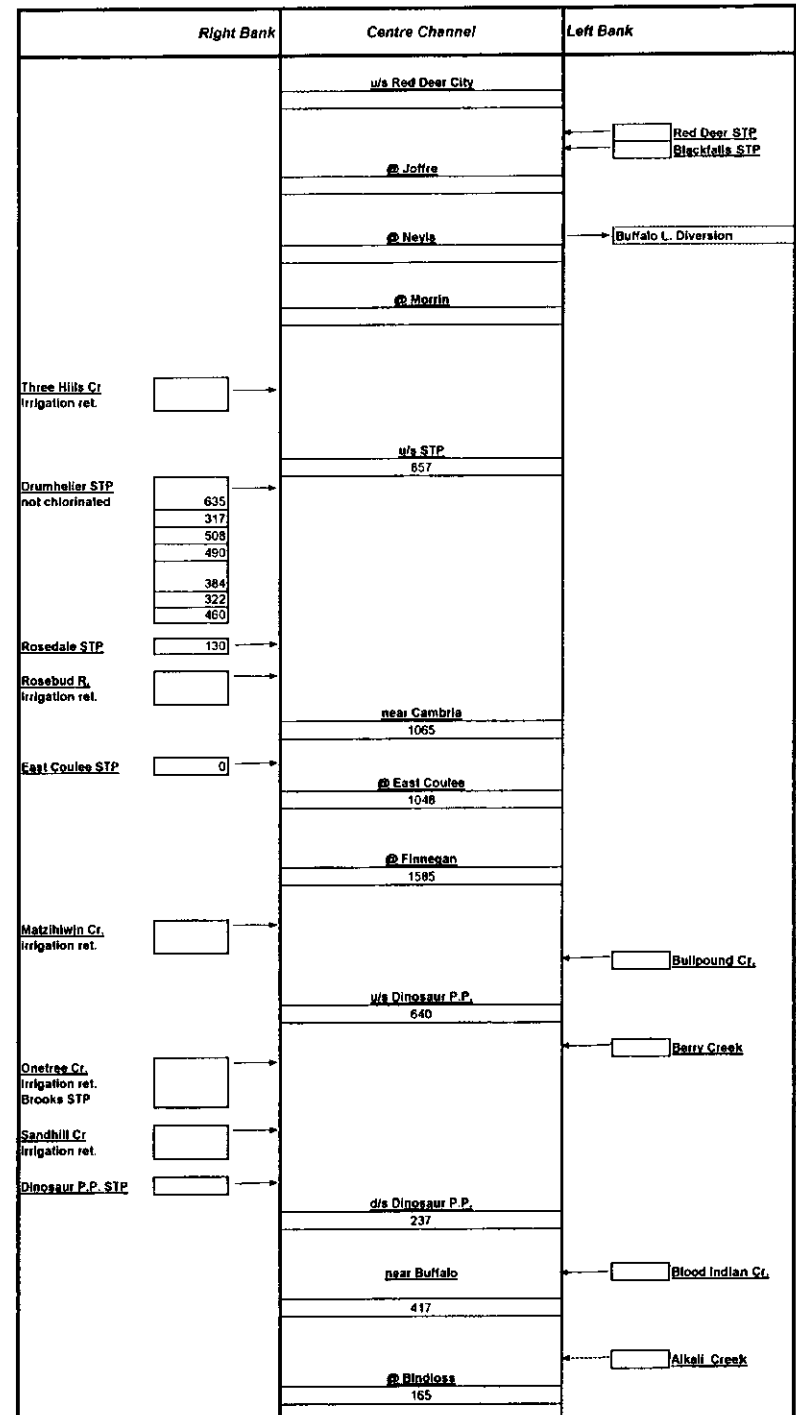 Right Bank
Centre Channel
Left Bank
u/s Red Deer City
Red Deer STP
Blackfalls STP
@ Joffre
@ Nevis
Buffalo L. Diversion
@ Morrin
Three Hills Cr
Irrigation ret.
u/s STP
857
Drumheller STP
not chlorinated
635
317
508
490
384
322
460
Rosedale STP
130
Rosebud R.
Irrigation ret.
near Cambria
1065
East Coulee STP
0
@ East Coulee
1048
@ Finnegan
1585
Matzihiwin Cr.
Irrigation ret.
Bullpound Cr.
u/s Dinosaur P.P.
640
Berry Creek
Onetree Cr.
Irrigation ret.
Brooks STP
Sandhill Cr
Irrigation ret.
Dinosaur P.P. STP
d/s Dinosaur P.P.
237
near Buffalo
Blood Indian Cr.
417
Alkali Creek
@ Bindloss
165